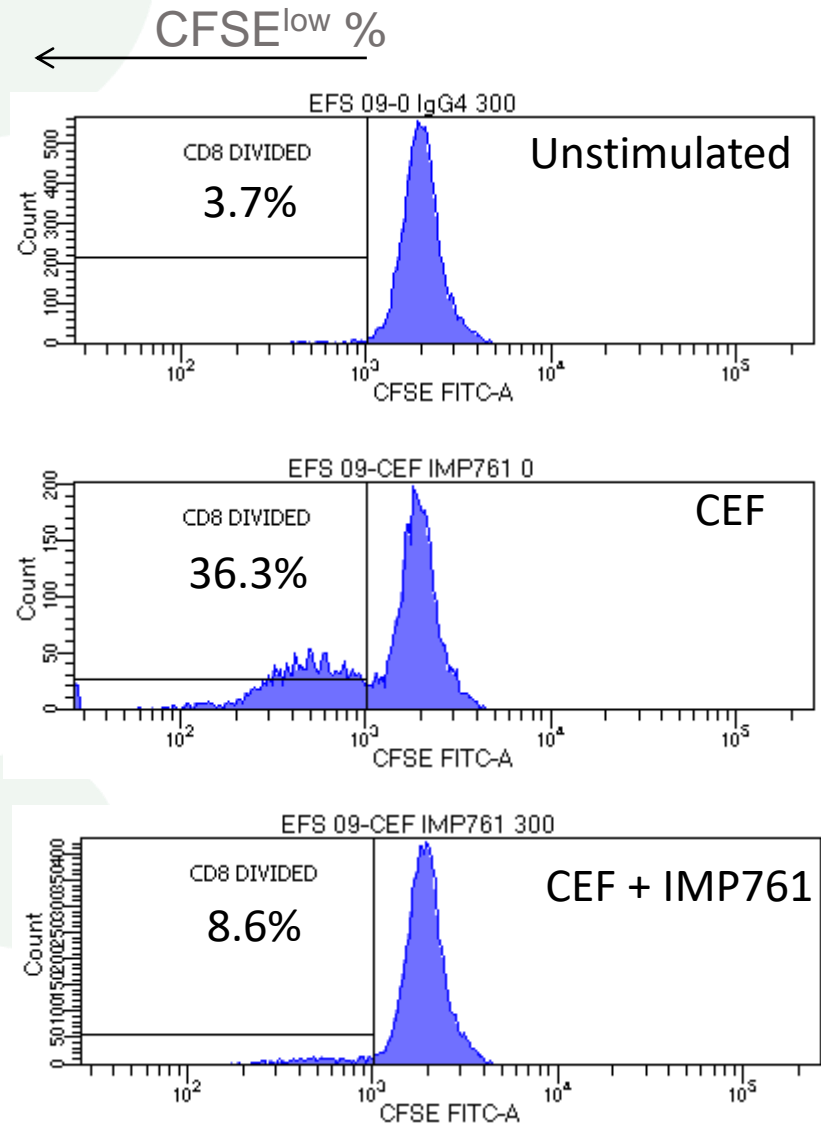 CFSElow %
EFS 09-0 IgG4 300
CD8 DIVIDED
3.7%
Unstimulated
Count
0 100 200 300 400 500
10² 10³ 10⁴ 10⁵
CFSE FITC-A
EFS 09-CEF IMP761 0
CD8 DIVIDED
36.3%
CEF
Count
0 50 100 150 200
10² 10³ 10⁴ 10⁵
CFSE FITC-A
EFS 09-CEF IMP761 300
CD8 DIVIDED
8.6%
CEF + IMP761
Count
10² 10³ 10⁴ 10⁵
CFSE FITC-A